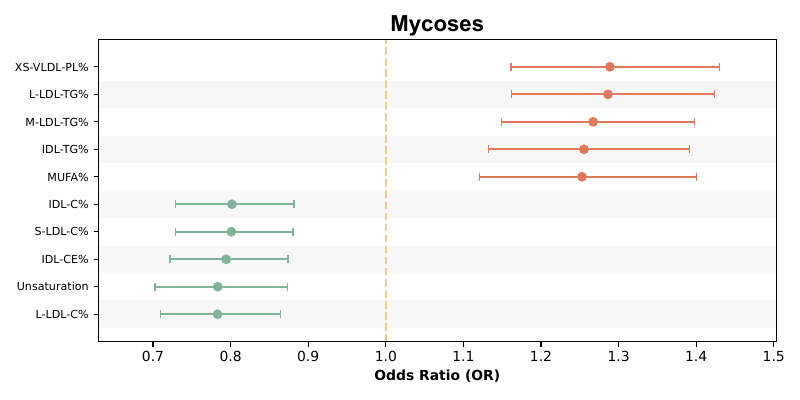 Mycoses
XS-VLDL-PL%
L-LDL-TG%
M-LDL-TG%
IDL-TG%
MUFA%
IDL-C%
S-LDL-C%
IDL-CE%
Unsaturation
L-LDL-C%
0.7 0.8 0.9 1.0 1.1 1.2 1.3 1.4 1.5
Odds Ratio (OR)